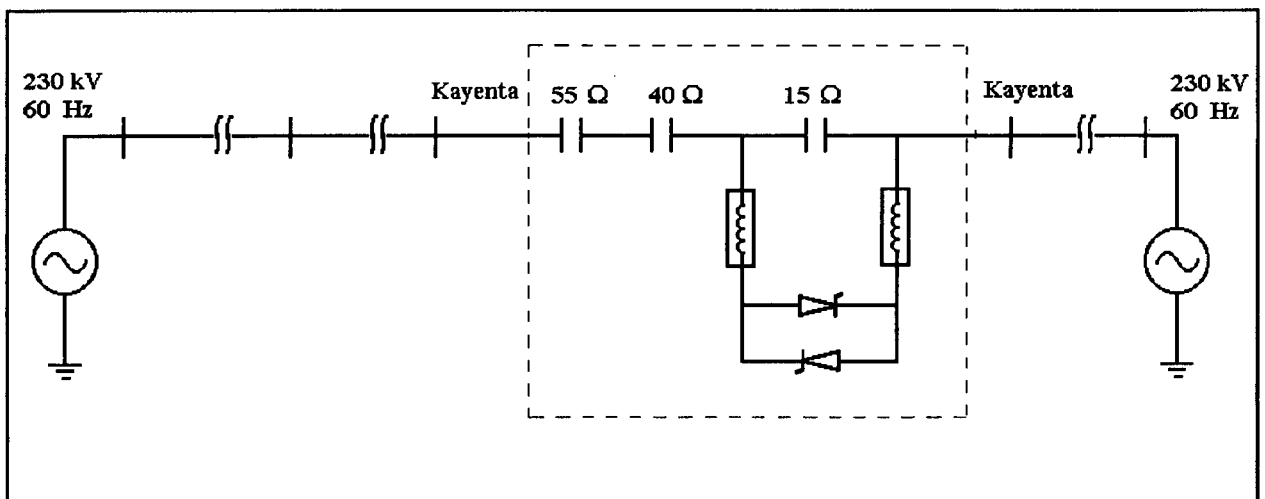 230 kV
60 Hz
Kayenta
55 Ω
40 Ω
15 Ω
Kayenta
230 kV
60 Hz